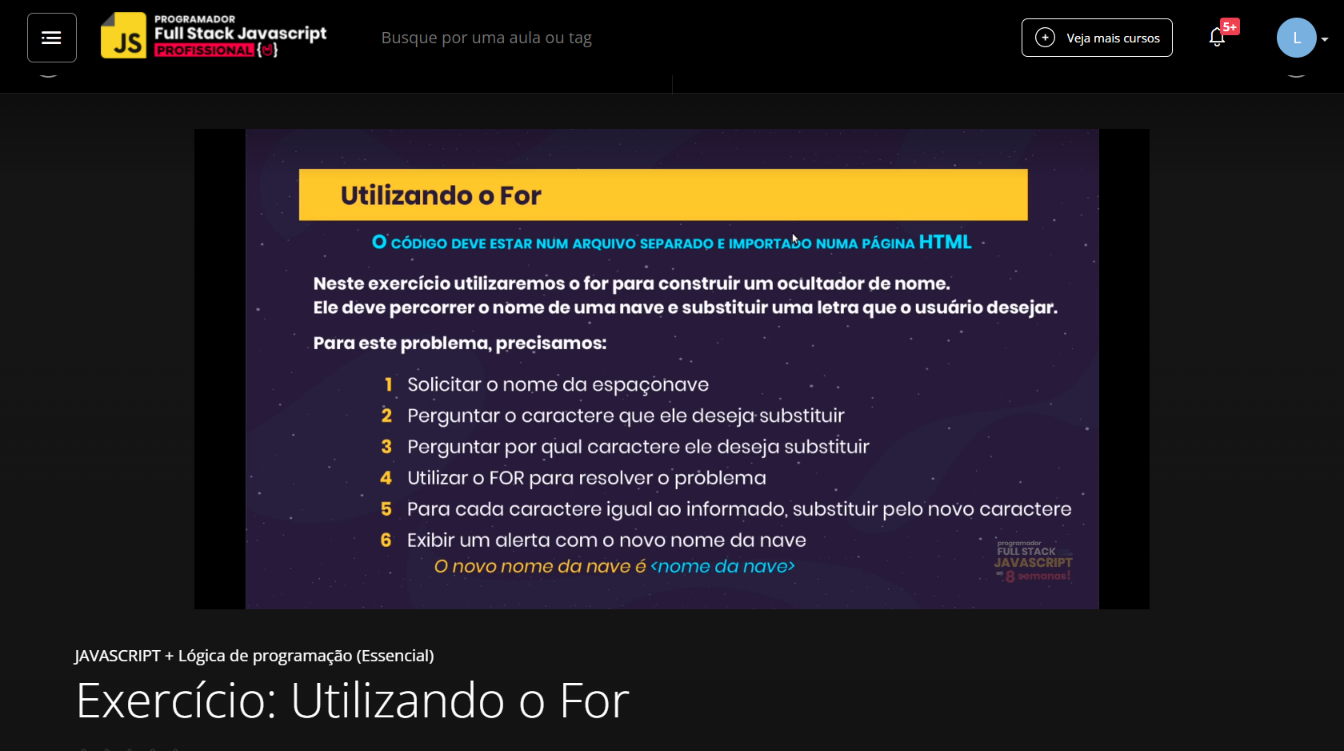 PROGRAMADOR
JS Full Stack Javascript
PROFISSIONAL
Busque por uma aula ou tag
Veja mais cursos
5+
L
Utilizando o For
O CÓDIGO DEVE ESTAR NUM ARQUIVO SEPARADO E IMPORTADO NUMA PÁGINA HTML
Neste exercício utilizaremos o for para construir um ocultador de nome.
Ele deve percorrer o nome de uma nave e substituir uma letra que o usuário desejar.
Para este problema, precisamos:
1 Solicitar o nome da espaçonave
2 Perguntar o caractere que ele deseja substituir
3 Perguntar por qual caractere ele deseja substituir
4 Utilizar o FOR para resolver o problema
5 Para cada caractere igual ao informado, substituir pelo novo caractere
6 Exibir um alerta com o novo nome da nave
O novo nome da nave é <nome da nave>
programador
FULL STACK
JAVASCRIPT
8 semanas!
JAVASCRIPT + Lógica de programação (Essencial)
Exercício: Utilizando o For